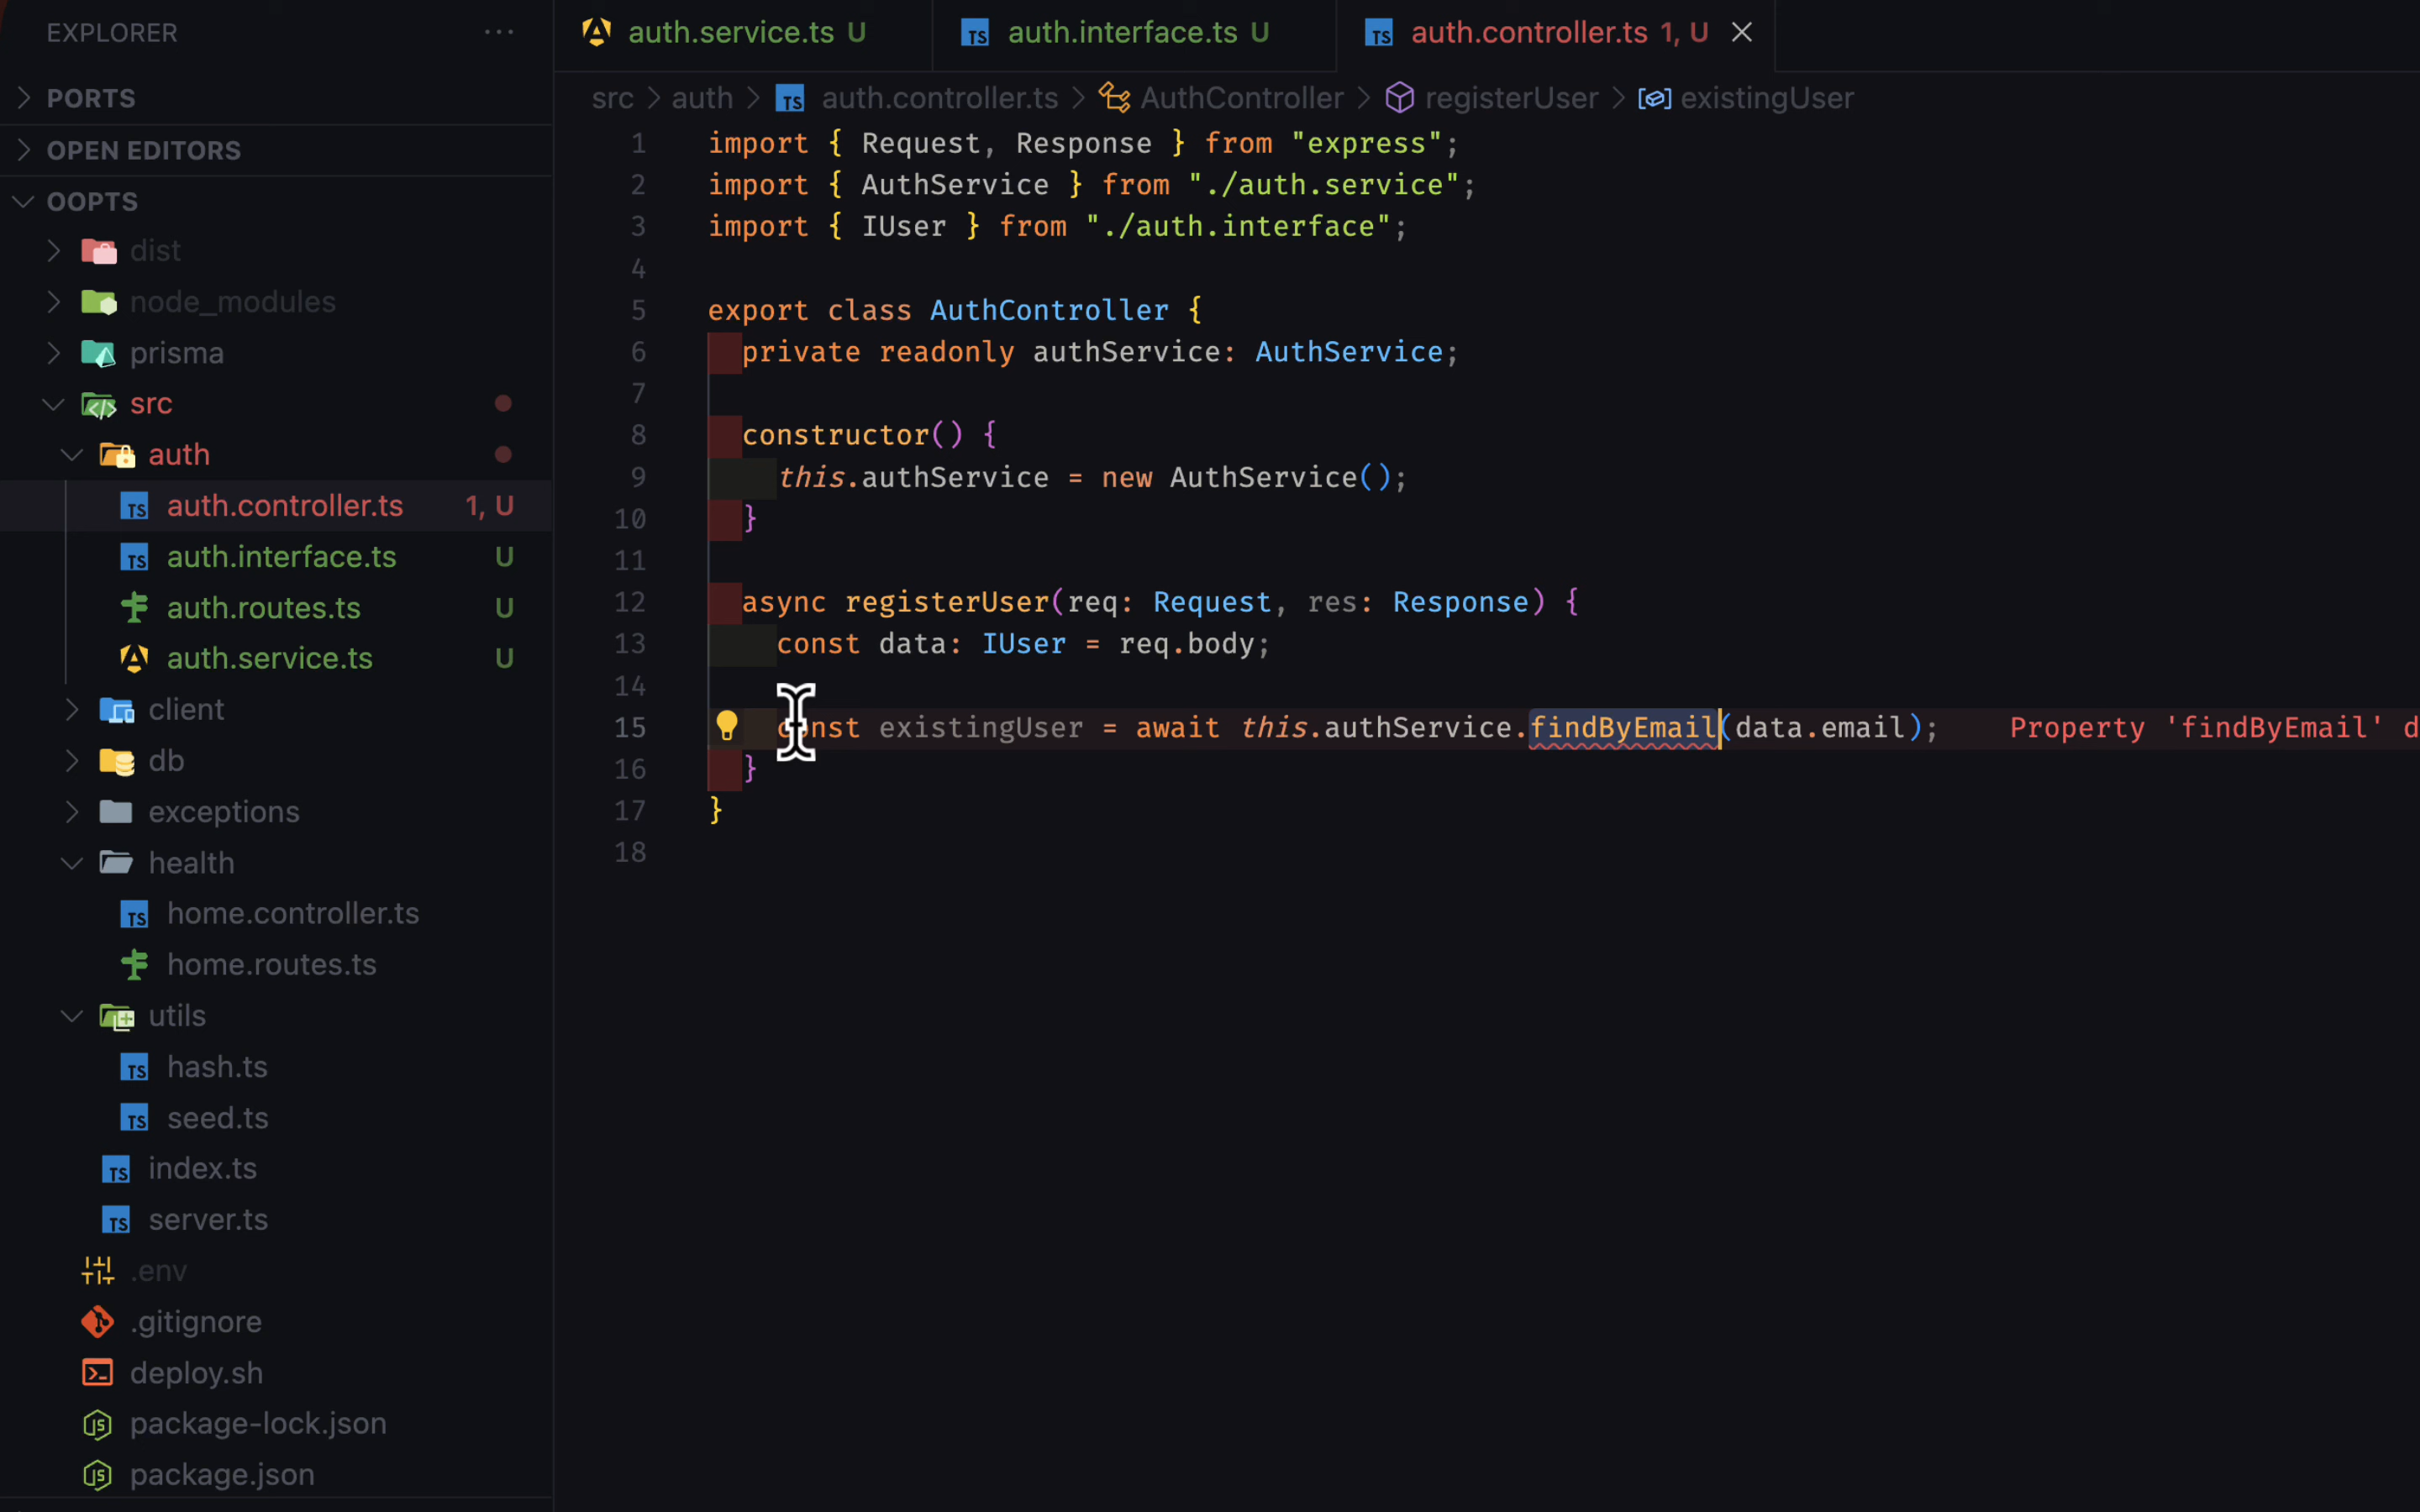 EXPLORER
PORTS
OPEN EDITORS
OOPTS
dist
node_modules
prisma
src
auth
auth.controller.ts 1, U
auth.interface.ts U
auth.routes.ts U
auth.service.ts U
client
db
exceptions
health
home.controller.ts
home.routes.ts
utils
hash.ts
seed.ts
index.ts
server.ts
.env
.gitignore
deploy.sh
package-lock.json
package.json
auth.service.ts U auth.interface.ts U auth.controller.ts 1, U
src > auth > auth.controller.ts > AuthController > registerUser > existingUser
1 import { Request, Response } from "express";
2 import { AuthService } from "./auth.service";
3 import { IUser } from "./auth.interface";
4
5 export class AuthController {
6 private readonly authService: AuthService;
7
8 constructor() {
9 this.authService = new AuthService();
10 }
11
12 async registerUser(req: Request, res: Response) {
13 const data: IUser = req.body;
14
15 const existingUser = await this.authService.findByEmail(data.email); Property 'findByEmail' d
16 }
17 }
18